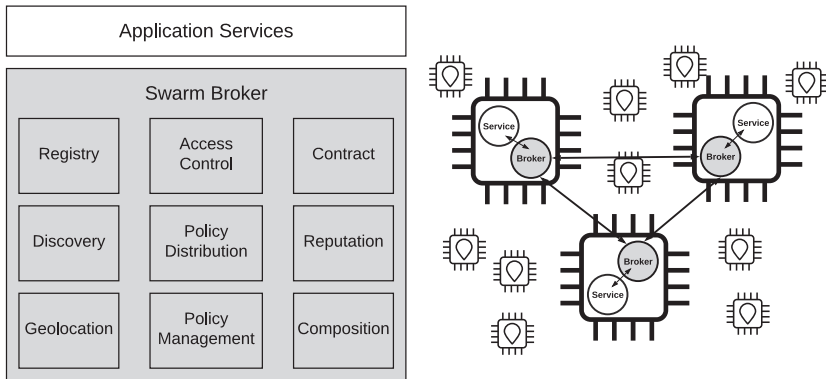 Application Services
Swarm Broker
Registry
Access
Control
Contract
Discovery
Policy
Distribution
Reputation
Geolocation
Policy
Management
Composition
Service
Broker
Service
Broker
Broker
Service